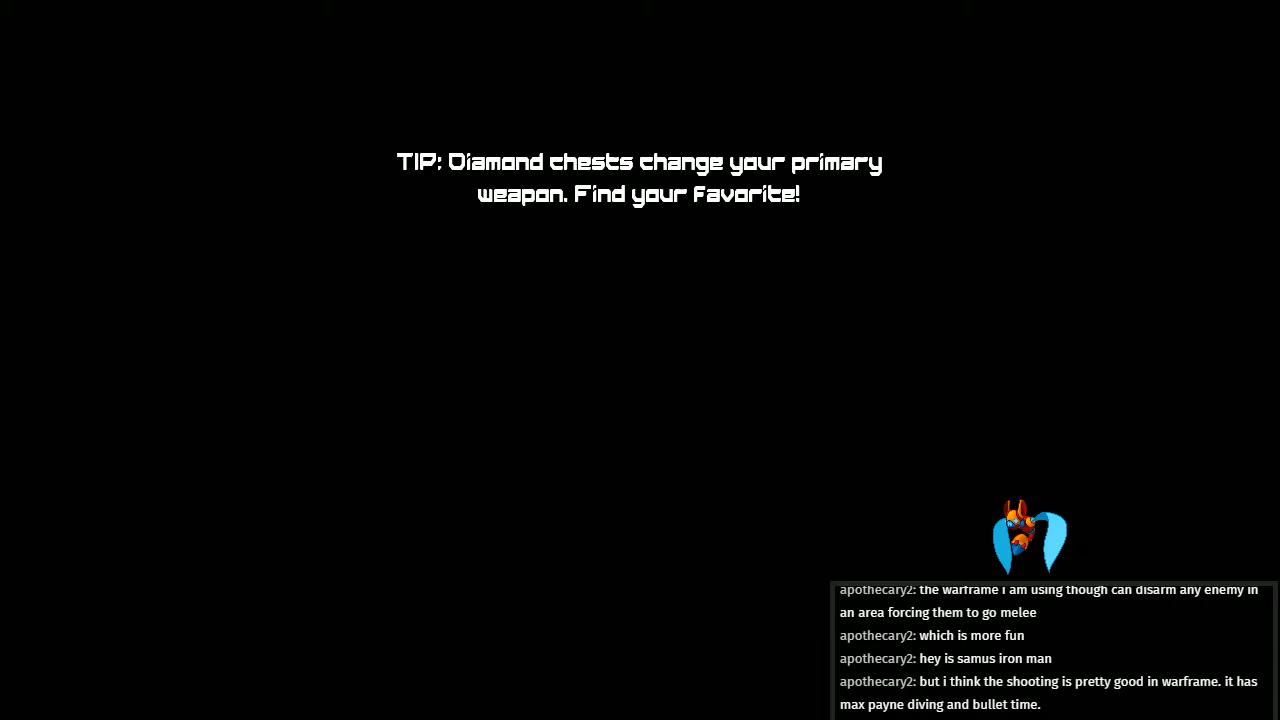 TIP: Diamond chests change your primary
weapon. Find your favorite!
apothecary2: the warframe i am using though can disarm any enemy in
an area forcing them to go melee
apothecary2: which is more fun
apothecary2: hey is samus iron man
apothecary2: but i think the shooting is pretty good in warframe. it has
max payne diving and bullet time.